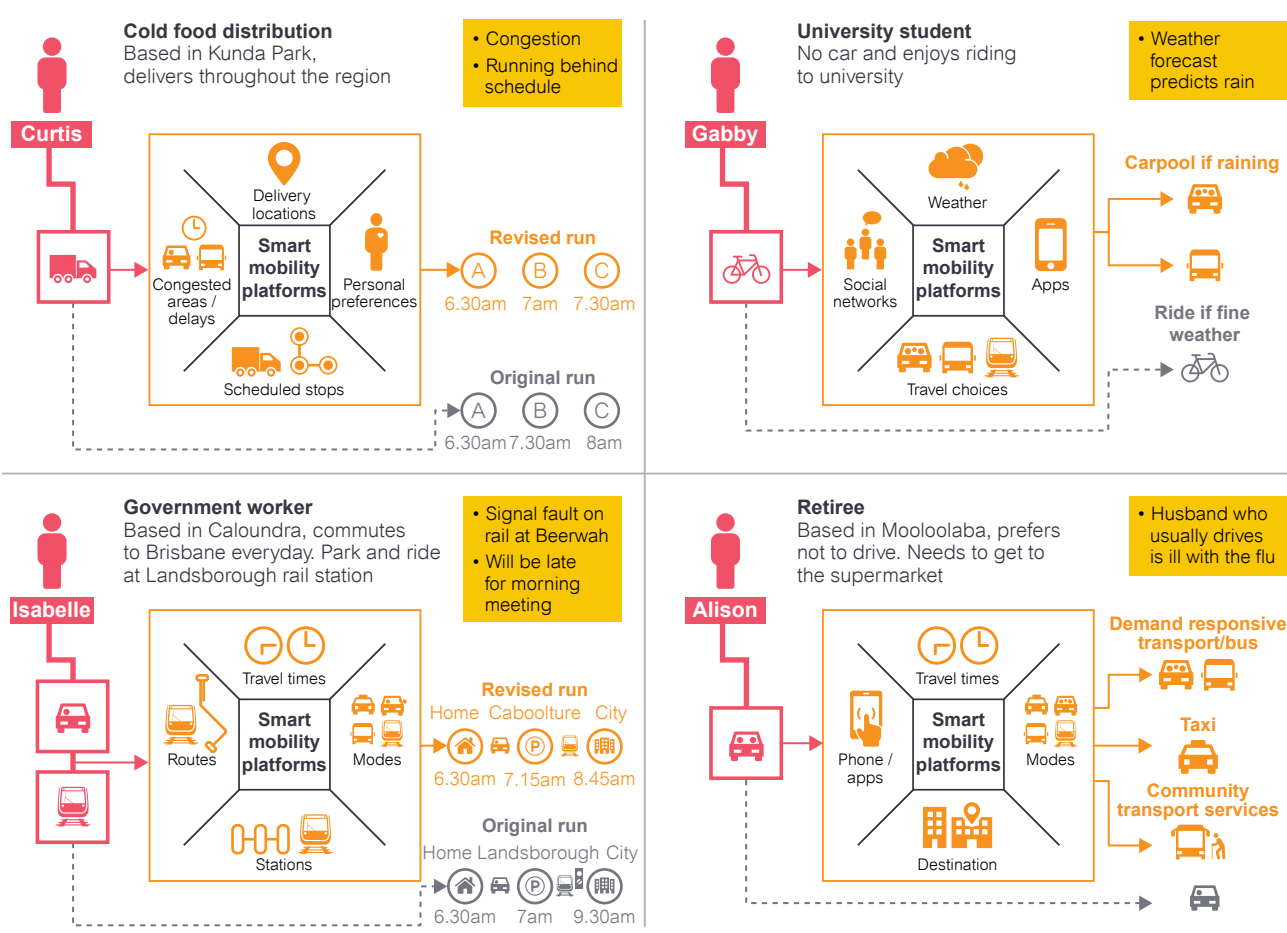 Cold food distribution
Based in Kunda Park,
delivers throughout the region
• Congestion
• Running behind
schedule
Curtis
Delivery
locations
Congested
areas /
delays
Smart
mobility
platforms
Personal
preferences
Scheduled stops
Revised run
A B C
6.30am 7am 7.30am
Original run
A B C
6.30am 7.30am 8am
University student
No car and enjoys riding
to university
• Weather
forecast
predicts rain
Gabby
Weather
Social
networks
Smart
mobility
platforms
Apps
Travel choices
Carpool if raining
Ride if fine
weather
Government worker
Based in Caloundra, commutes
to Brisbane everyday. Park and ride
at Landsborough rail station
• Signal fault on
rail at Beerwah
• Will be late
for morning
meeting
Isabelle
Travel times
Routes
Smart
mobility
platforms
Modes
Stations
Revised run
Home Caboolture City
P
6.30am 7.15am 8.45am
Original run
Home Landsborough City
P
6.30am 7am 9.30am
Retiree
Based in Mooloolaba, prefers
not to drive. Needs to get to
the supermarket
• Husband who
usually drives
is ill with the flu
Alison
Travel times
Phone /
apps
Smart
mobility
platforms
Modes
Destination
Demand responsive
transport/bus
Taxi
Community
transport services